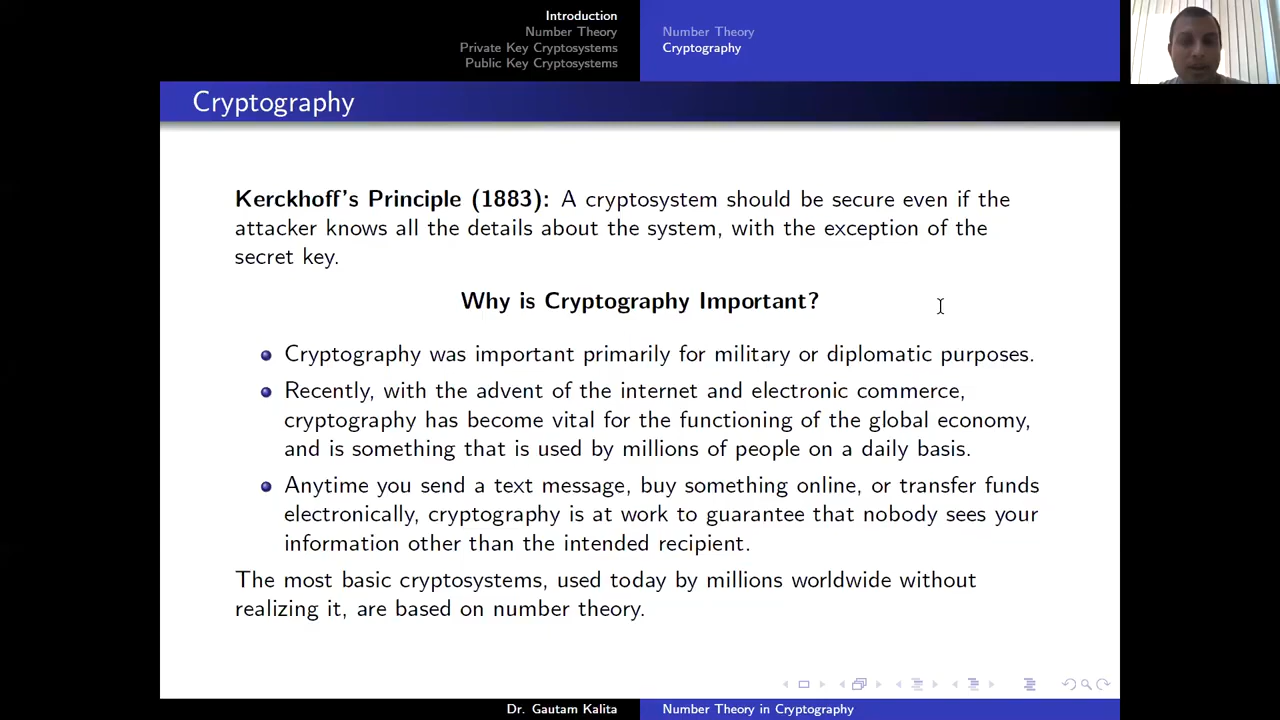 Introduction
Number Theory
Private Key Cryptosystems
Public Key Cryptosystems
Number Theory
Cryptography
Cryptography
Kerckhoff's Principle (1883): A cryptosystem should be secure even if the
attacker knows all the details about the system, with the exception of the
secret key.
Why is Cryptography Important?
Cryptography was important primarily for military or diplomatic purposes.
Recently, with the advent of the internet and electronic commerce,
cryptography has become vital for the functioning of the global economy,
and is something that is used by millions of people on a daily basis.
Anytime you send a text message, buy something online, or transfer funds
electronically, cryptography is at work to guarantee that nobody sees your
information other than the intended recipient.
The most basic cryptosystems, used today by millions worldwide without
realizing it, are based on number theory.
Dr. Gautam Kalita
Number Theory in Cryptography